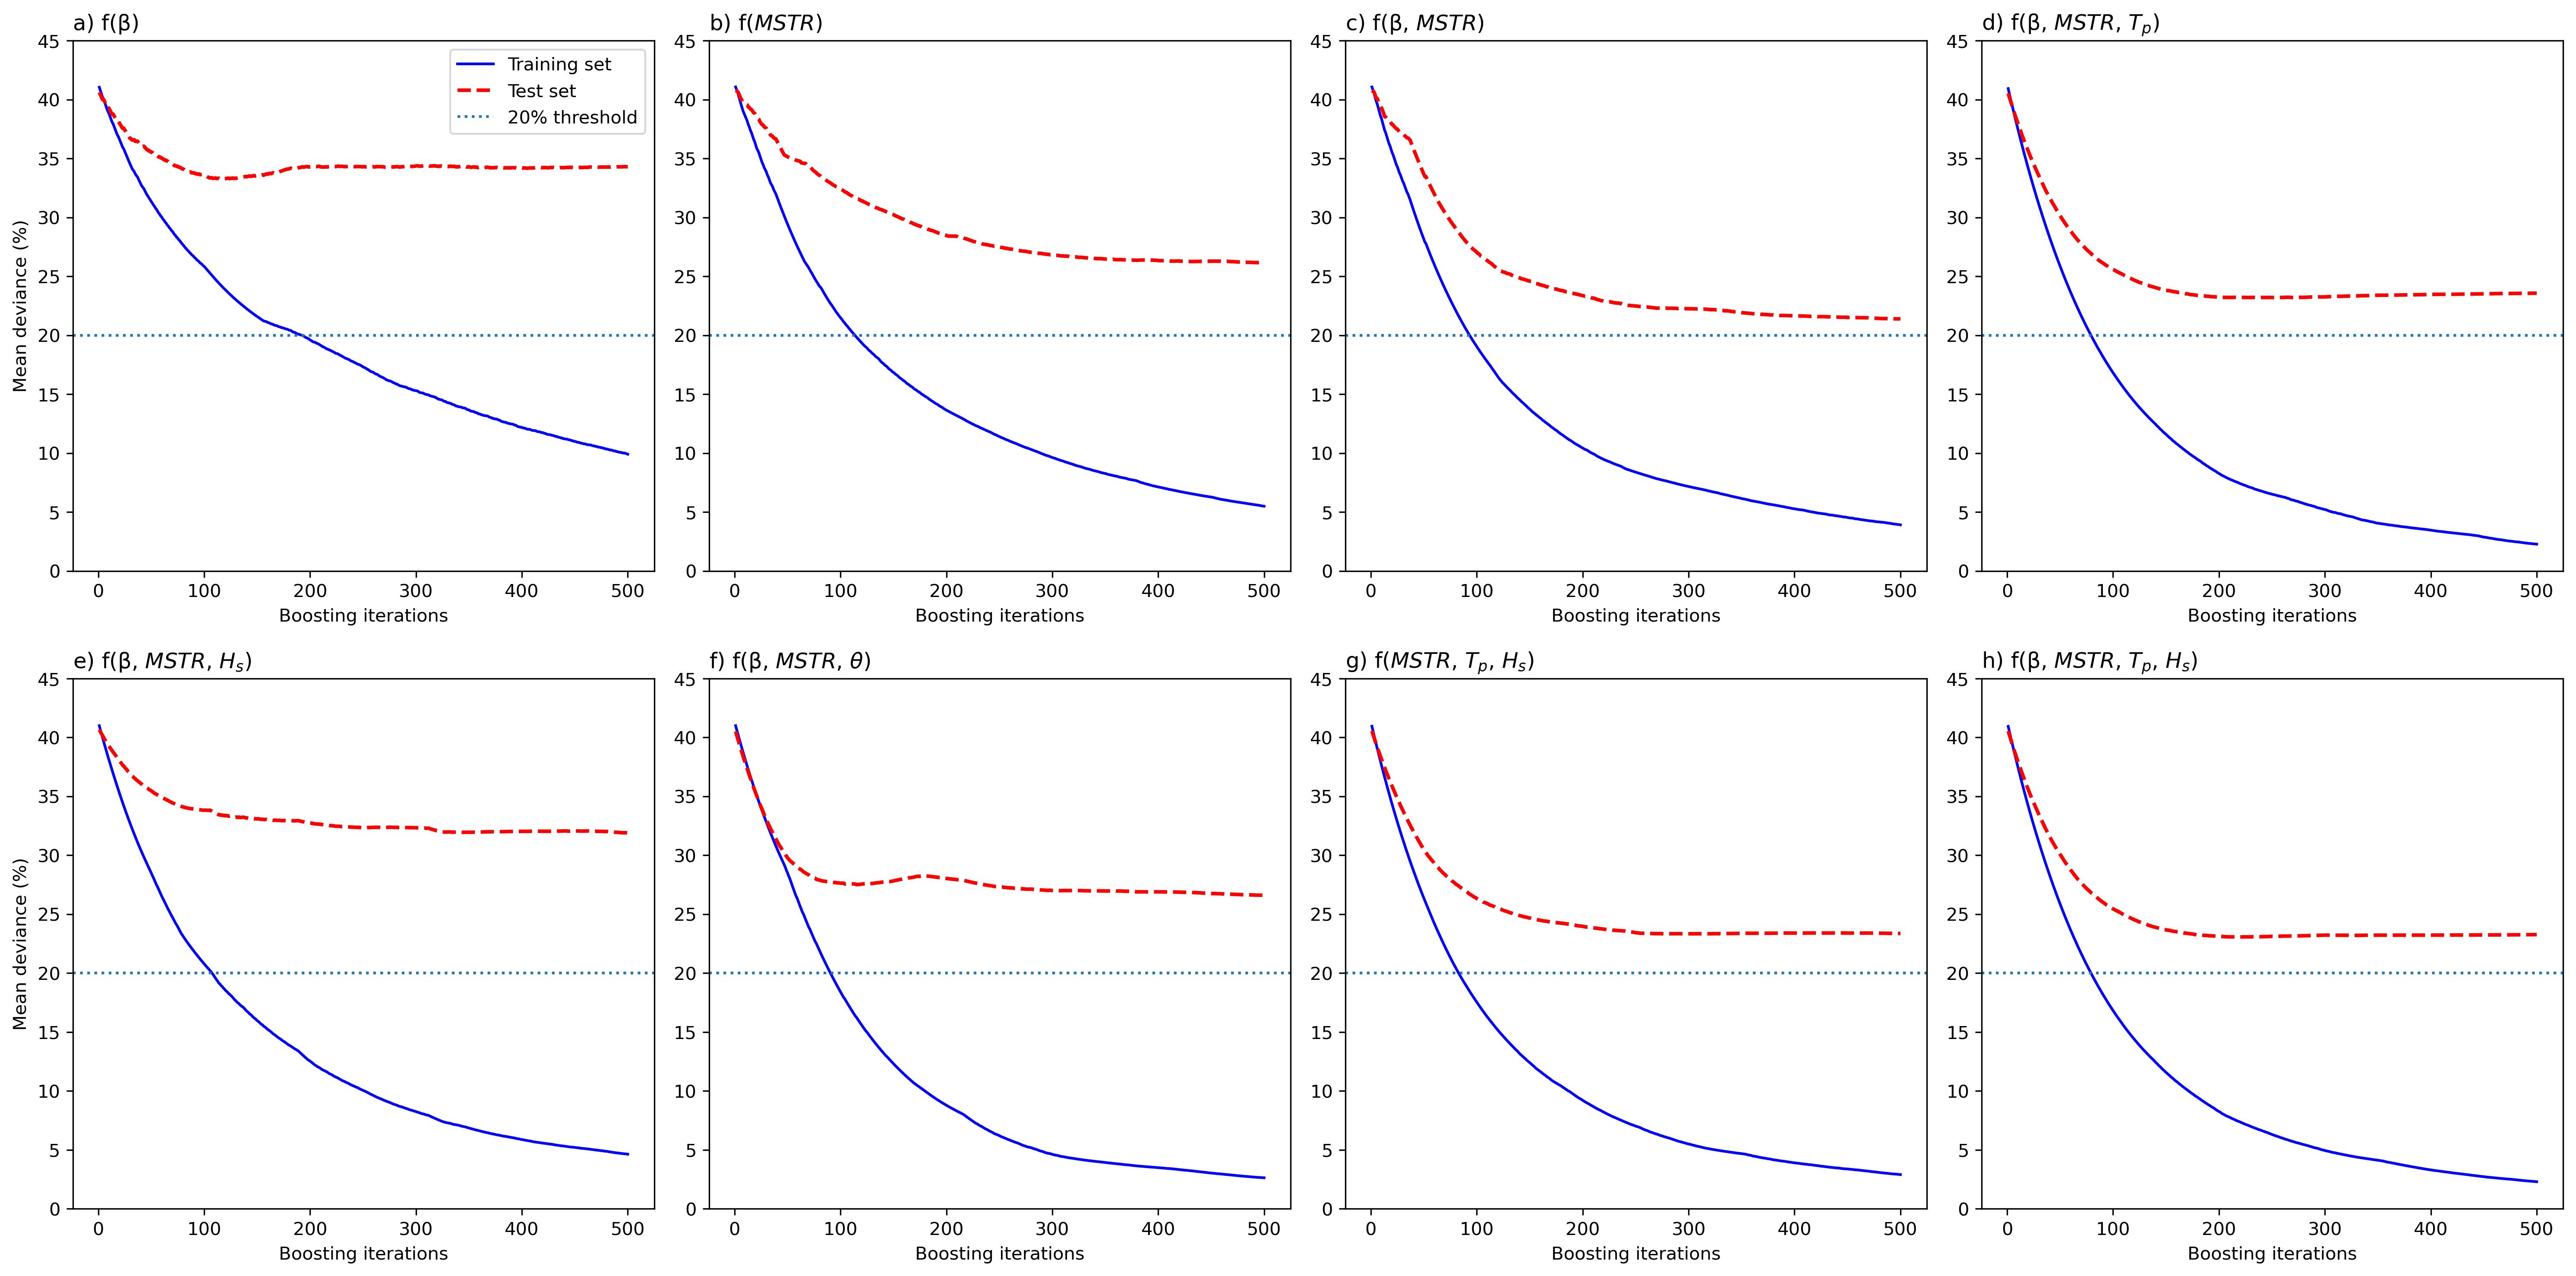 a) f(β)
45
40
35
30
25
20
15
10
5
0
Mean deviance (%)
Training set
Test set
20% threshold
0 100 200 300 400 500
Boosting iterations
b) f(MSTR)
45
40
35
30
25
20
15
10
5
0
0 100 200 300 400 500
Boosting iterations
c) f(β, MSTR)
45
40
35
30
25
20
15
10
5
0
0 100 200 300 400 500
Boosting iterations
d) f(β, MSTR, Tp)
45
40
35
30
25
20
15
10
5
0
0 100 200 300 400 500
Boosting iterations
e) f(β, MSTR, Hs)
45
40
35
30
25
20
15
10
5
0
Mean deviance (%)
0 100 200 300 400 500
Boosting iterations
f) f(β, MSTR, θ)
45
40
35
30
25
20
15
10
5
0
0 100 200 300 400 500
Boosting iterations
g) f(MSTR, Tp, Hs)
45
40
35
30
25
20
15
10
5
0
0 100 200 300 400 500
Boosting iterations
h) f(β, MSTR, Tp, Hs)
45
40
35
30
25
20
15
10
5
0
0 100 200 300 400 500
Boosting iterations